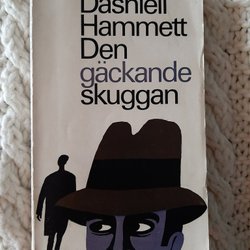 Dashiell
Hammett
Den
gäckande
skuggan